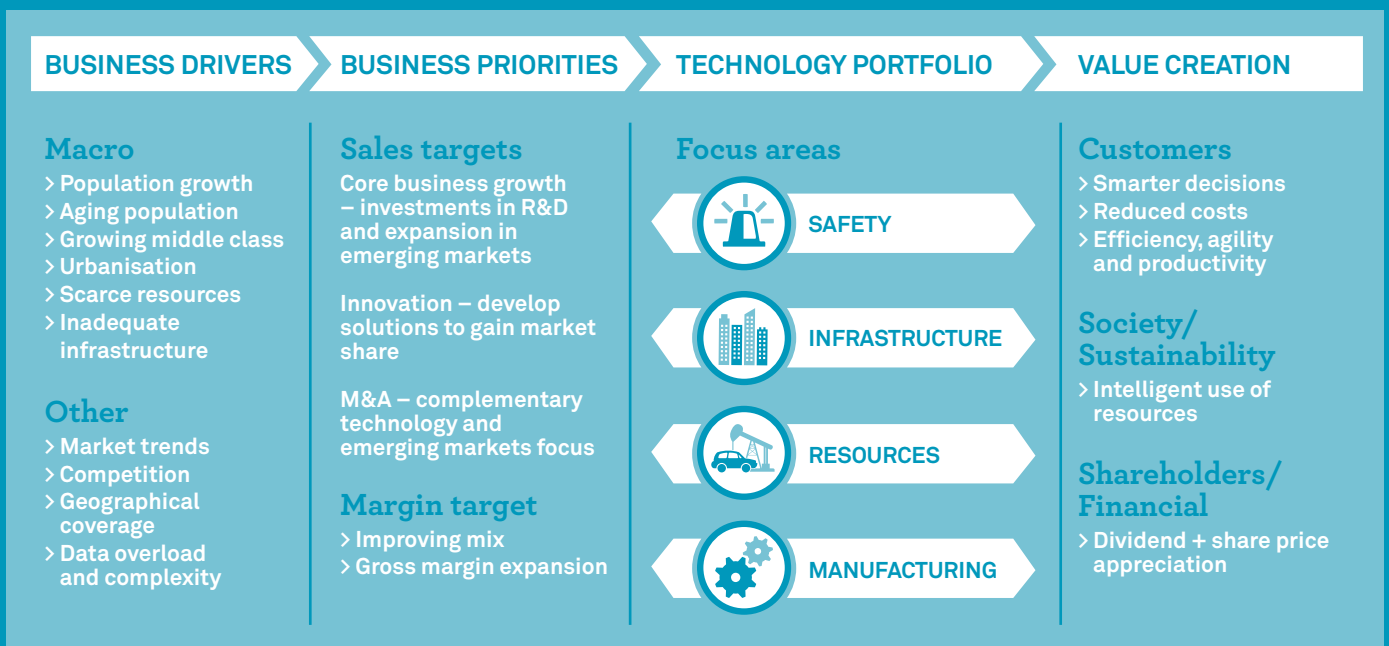 BUSINESS DRIVERS
BUSINESS PRIORITIES
TECHNOLOGY PORTFOLIO
VALUE CREATION
Macro
> Population growth
> Aging population
> Growing middle class
> Urbanisation
> Scarce resources
> Inadequate
infrastructure
Other
> Market trends
> Competition
> Geographical
coverage
> Data overload
and complexity
Sales targets
Core business growth
– investments in R&D
and expansion in
emerging markets
Innovation – develop
solutions to gain market
share
M&A – complementary
technology and
emerging markets focus
Margin target
> Improving mix
> Gross margin expansion
Focus areas
SAFETY
INFRASTRUCTURE
RESOURCES
MANUFACTURING
Customers
> Smarter decisions
> Reduced costs
> Efficiency, agility
and productivity
Society/
Sustainability
> Intelligent use of
resources
Shareholders/
Financial
> Dividend + share price
appreciation